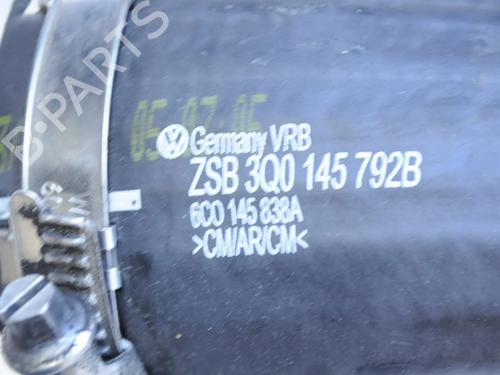 B-PARTS
05 07:06
Germany VRB
ZSB 3Q0 145 792B
6C0 145 838A
>CM/AR/CM<